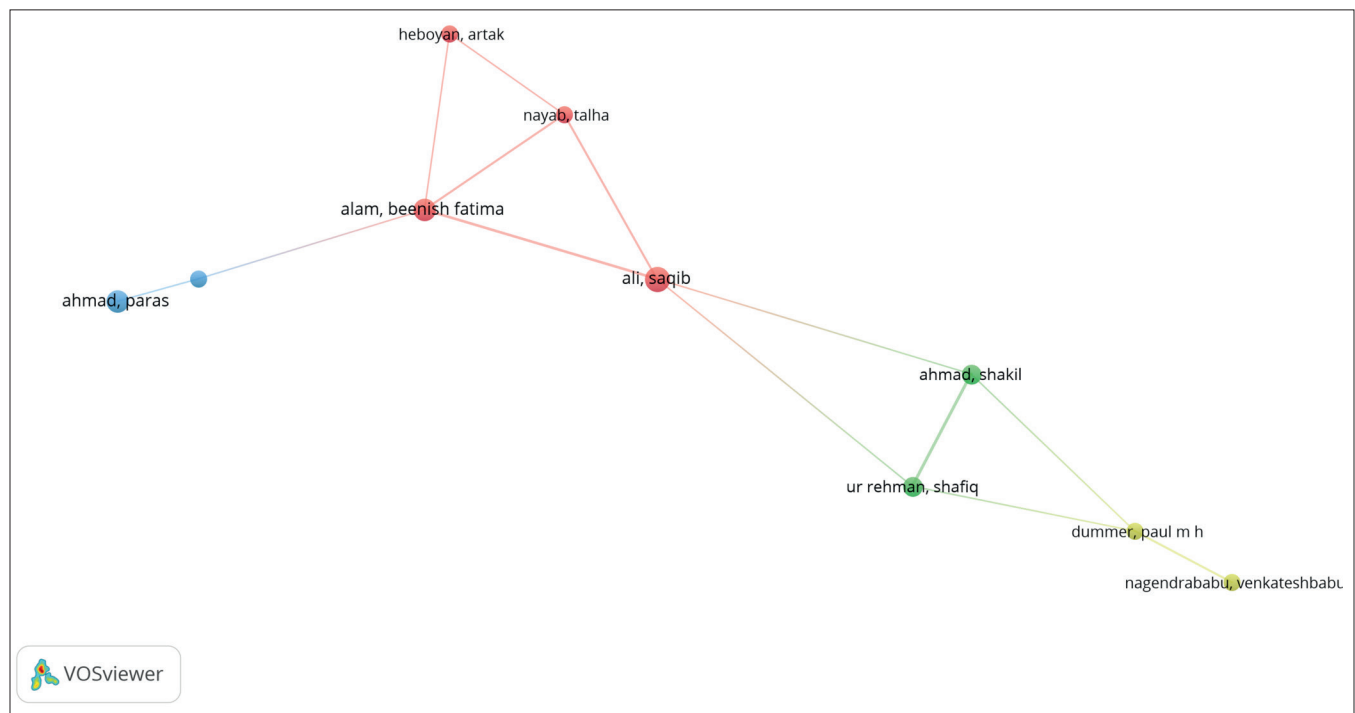 heboyan, artak
nayab, talha
alam, beenish fatima
ali, saqib
ahmad, paras
ahmad, shakil
ur rehman, shafiq
dummer, paul m h
nagendrababu, venkateshbabu
VOSviewer